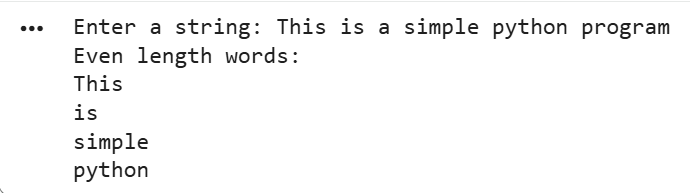 Enter a string: This is a simple python program
Even length words:
This
is
simple
python